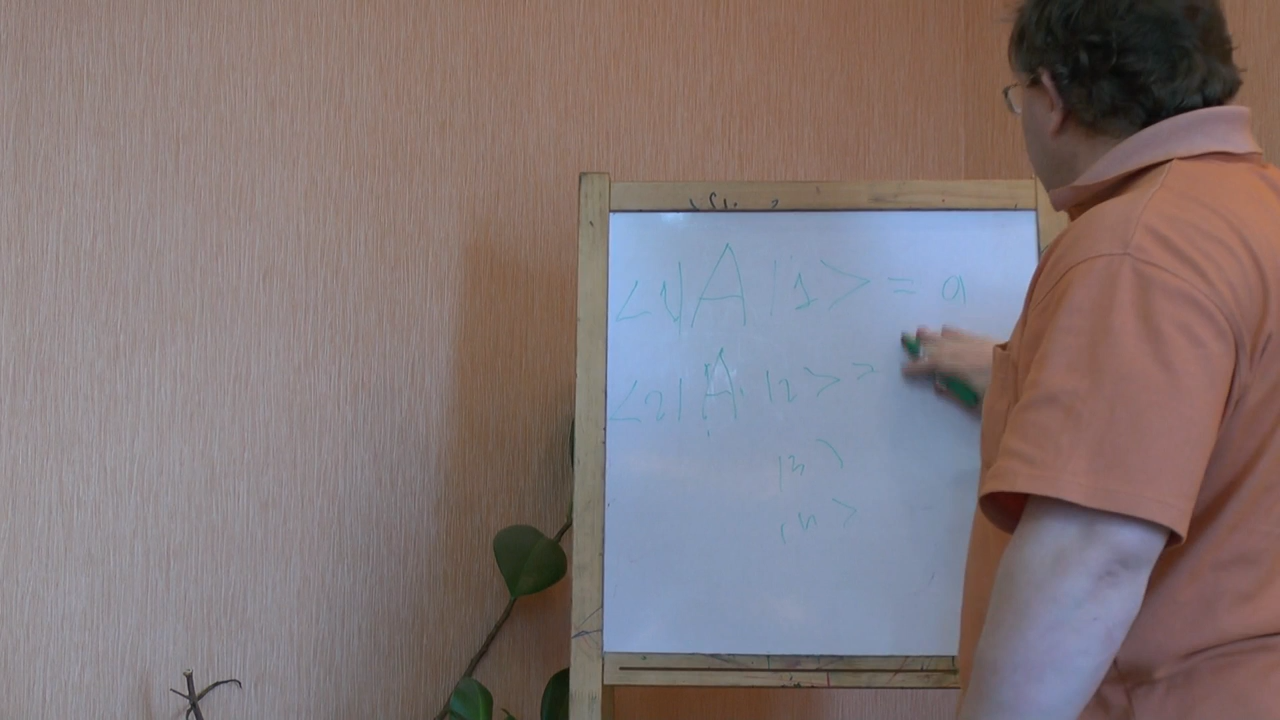 <1|A|1> = a
<2|A|2> =
|3>
|n>